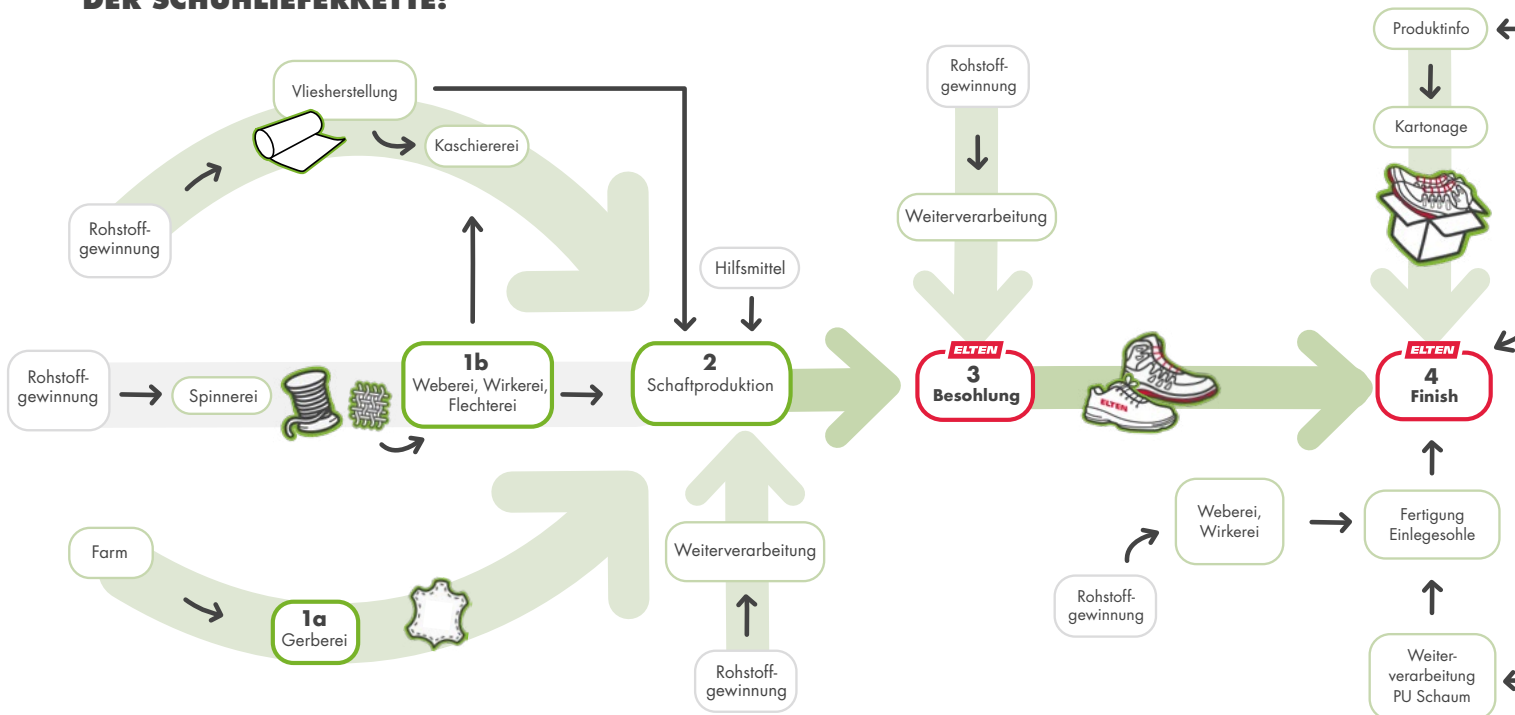 DER SCHUHLIEFERKETTE!
Produktinfo
Rohstoff-
gewinnung
Vliesherstellung
Kartonage
Kaschiererei
Rohstoff-
gewinnung
Weiterverarbeitung
Hilfsmittel
Rohstoff-
gewinnung
Spinnerei
1b
Weberei, Wirkerei,
Flechterei
2
Schaftproduktion
ELTEN
3
Besohlung
ELTEN
ELTEN
4
Finish
Farm
1a
Gerberei
Weiterverarbeitung
Rohstoff-
gewinnung
Weberei,
Wirkerei
Fertigung
Einlegesohle
Rohstoff-
gewinnung
Weiter-
verarbeitung
PU Schaum